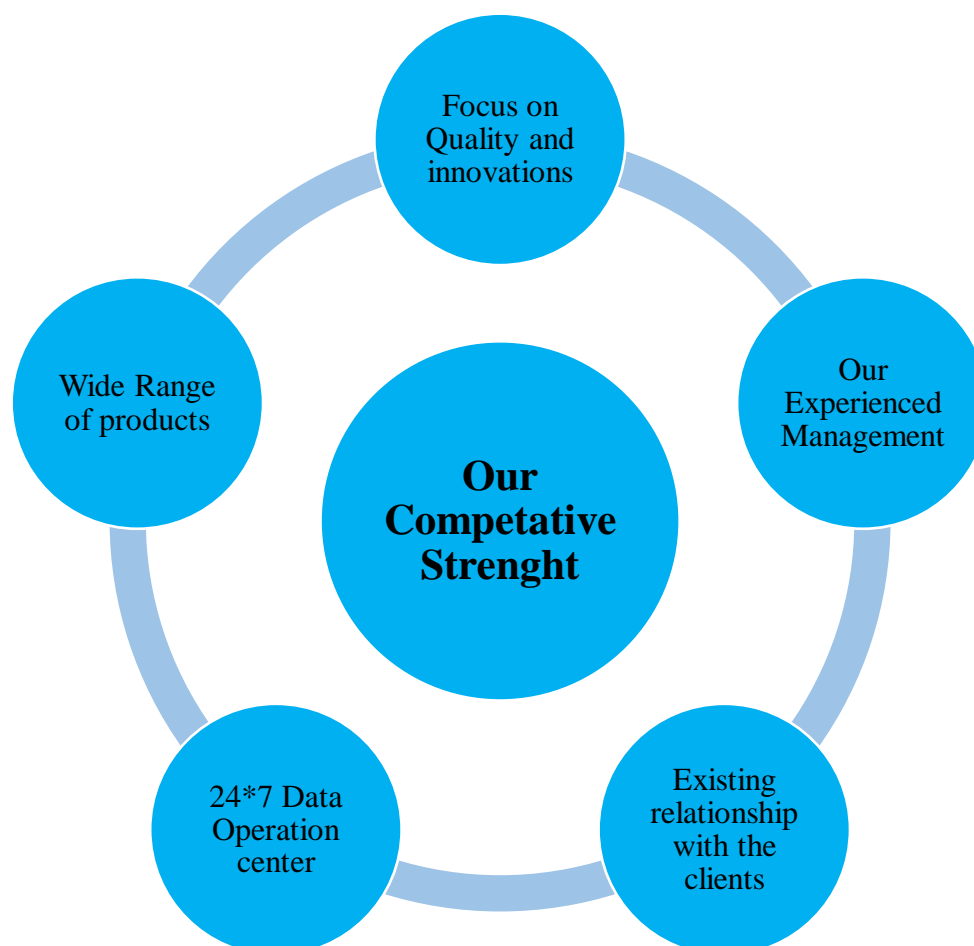 Focus on
Quality and
innovations
Our
Experienced
Management
Existing
relationship
with the
clients
24*7 Data
Operation
center
Wide Range
of products
Our
Competative
Strenght